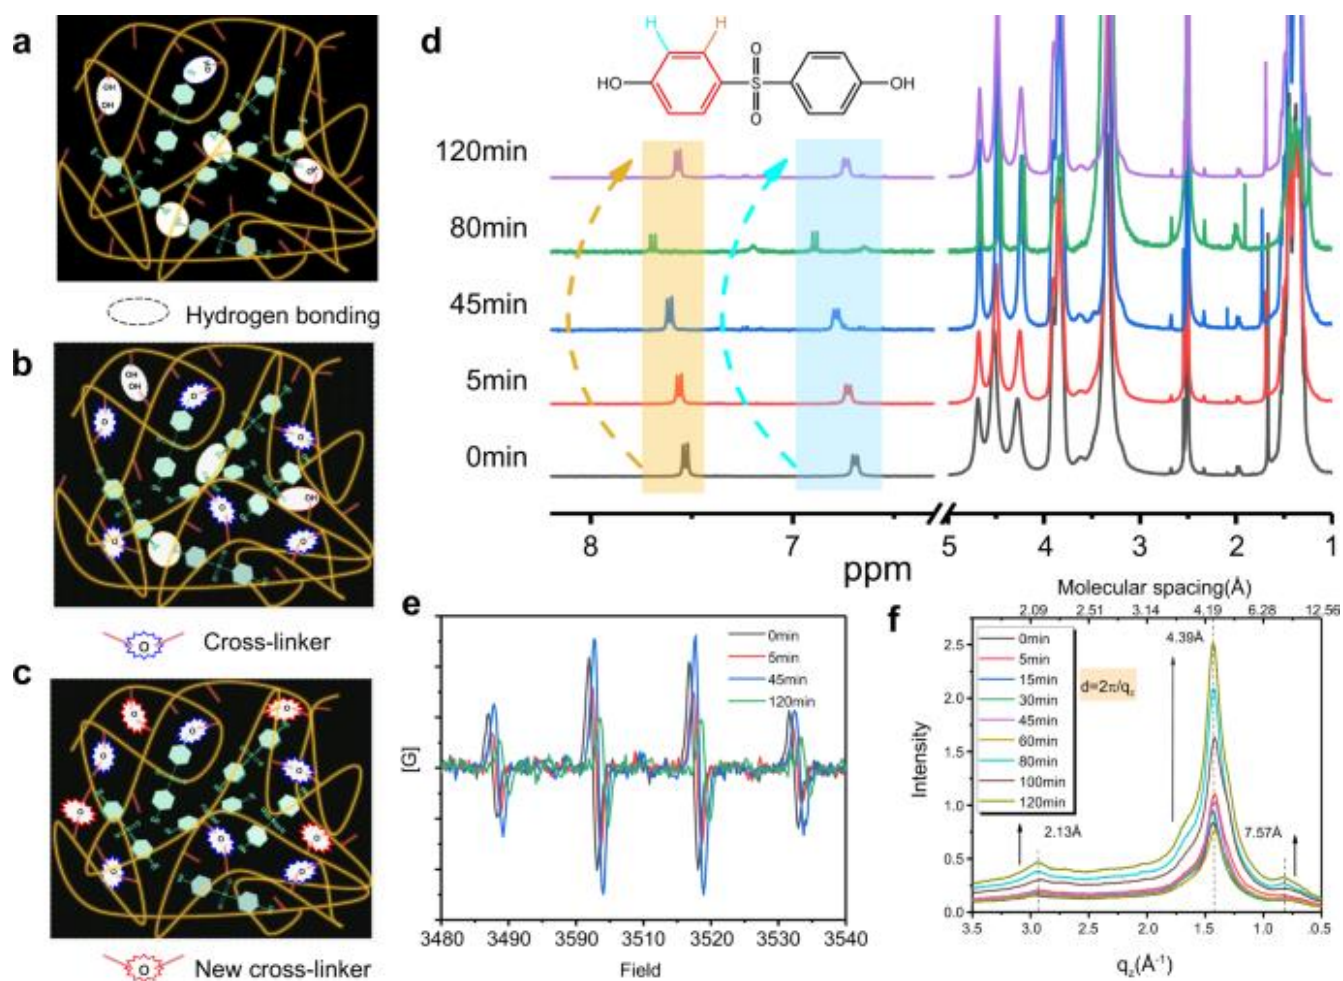 a
OH
OH
Hydrogen bonding
b
OH
OH
O
O
O
OH
O
O
O
Cross-linker
O
c
O
O
O
O
O
O
O
O
O
O
New cross-linker
O
d
H
H
HO
O
S
O
OH
120min
80min
45min
5min
0min
8
7
5
4
3
2
1
ppm
e
0min
5min
45min
120min
[G]
3480
3490
3590
3510
3520
3530
3540
Field
Molecular spacing(Å)
2.09
2.51
3.14
4.19
6.28
12.56
f
0min
5min
15min
30min
45min
60min
80min
100min
120min
d=2π/qz
4.39Å
2.13Å
7.57Å
Intensity
2.5
2.0
1.5
1.0
0.5
0.0
3.5
3.0
2.5
2.0
1.5
1.0
0.5
qz(Å-1)